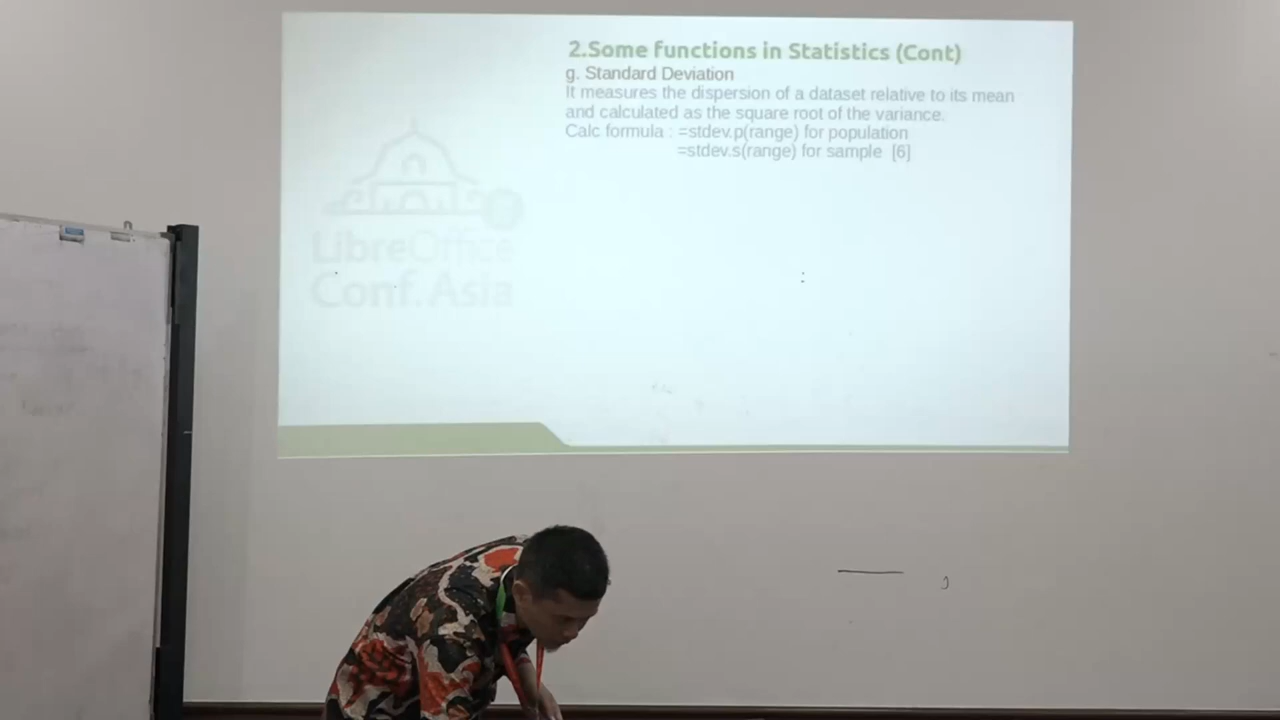 2.Some functions in Statistics (Cont)
g. Standard Deviation
It measures the dispersion of a dataset relative to its mean
and calculated as the square root of the variance.
Calc formula : =stdev.p(range) for population
=stdev.s(range) for sample [6]
LibreOffice
Conf.Asia